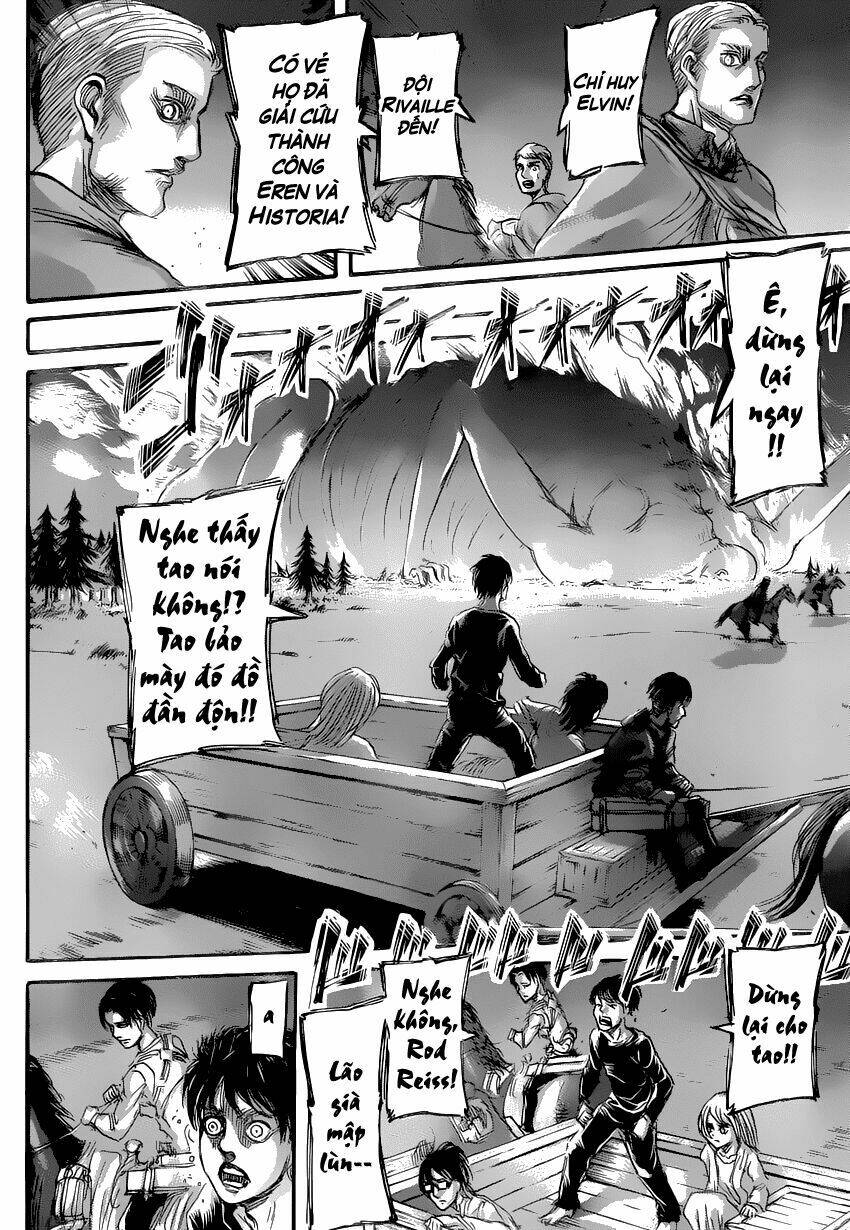 CHỈ HUY
ELVIN!
ĐỘI
RIVAILLE
ĐẾN!
CÓ VẺ
HỌ ĐÃ
GIẢI CỨU
THÀNH
CÔNG
EREN VÀ
HISTORIA!
Ê,
dừng
lại
ngay
!!
Nghe thấy
tao nói
không!?
Tao bảo
mày đó đồ
đần độn!!
Dừng
lại cho
tao!!
Nghe
không,
Rod
Reiss!
Lão
già
mập
lùn--
a